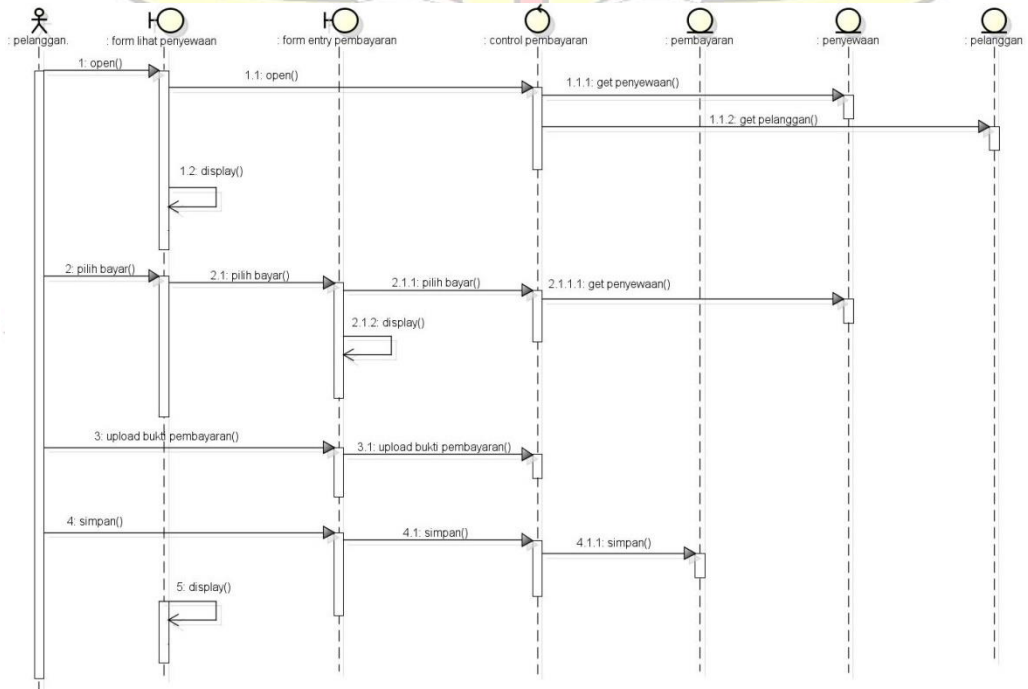 : pelanggan.
: form lihat penyewaan
: form entry pembayaran
: control pembayaran
: pembayaran
: penyewaan
: pelanggan
1: open()
1.1: open()
1.1.1: get penyewaan()
1.1.2: get pelanggan()
1.2: display()
2: pilih bayar()
2.1: pilih bayar()
2.1.1: pilih bayar()
2.1.1.1: get penyewaan()
2.1.2: display()
3: upload bukti pembayaran()
3.1: upload bukti pembayaran()
4: simpan()
4.1: simpan()
4.1.1: simpan()
5: display()